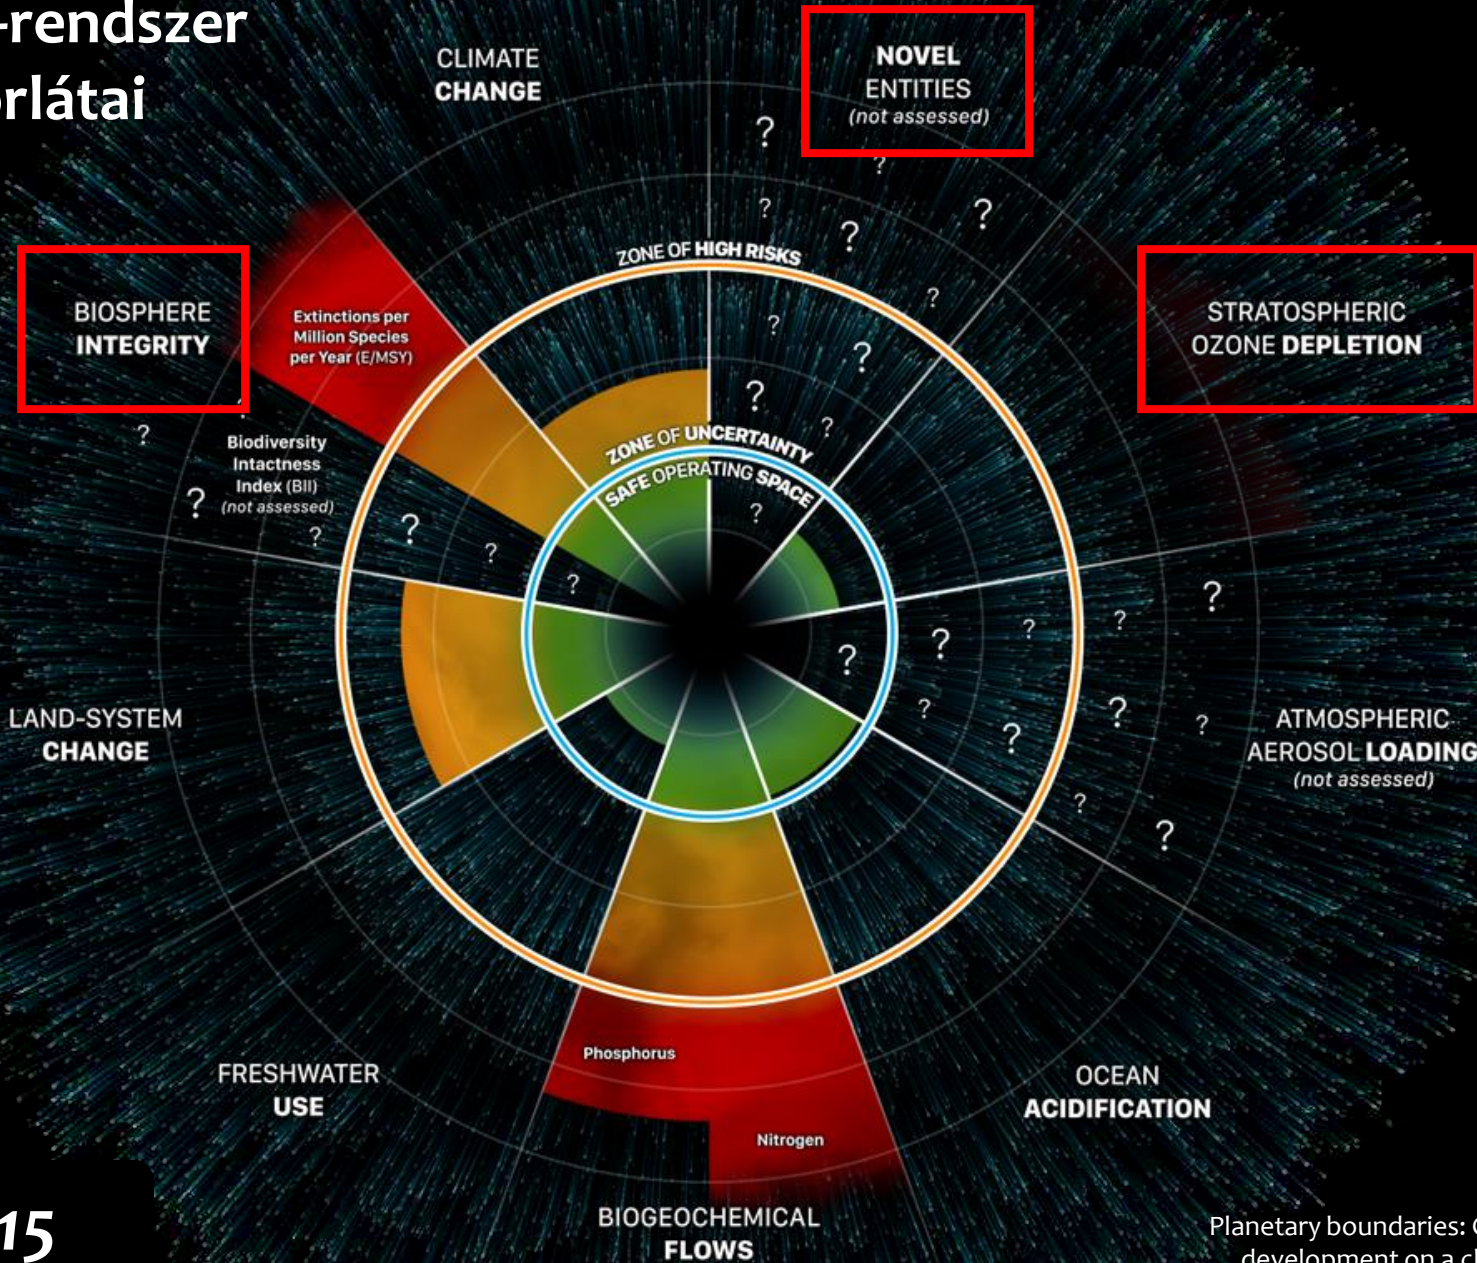 -rendszer
rlátai
CLIMATE
CHANGE
NOVEL
ENTITIES
(not assessed)
?
?
?
?
?
?
?
?
?
?
?
ZONE OF HIGH RISKS
ZONE OF UNCERTAINTY
SAFE OPERATING SPACE
BIOSPHERE
INTEGRITY
Extinctions per
Million Species
per Year (E/MSY)
Biodiversity
Intactness
Index (BII)
(not assessed)
?
?
?
?
?
?
STRATOSPHERIC
OZONE DEPLETION
LAND-SYSTEM
CHANGE
?
?
?
?
?
?
?
?
?
?
?
ATMOSPHERIC
AEROSOL LOADING
(not assessed)
FRESHWATER
USE
Phosphorus
Nitrogen
OCEAN
ACIDIFICATION
BIOGEOCHEMICAL
FLOWS
15
Planetary boundaries:
development on a